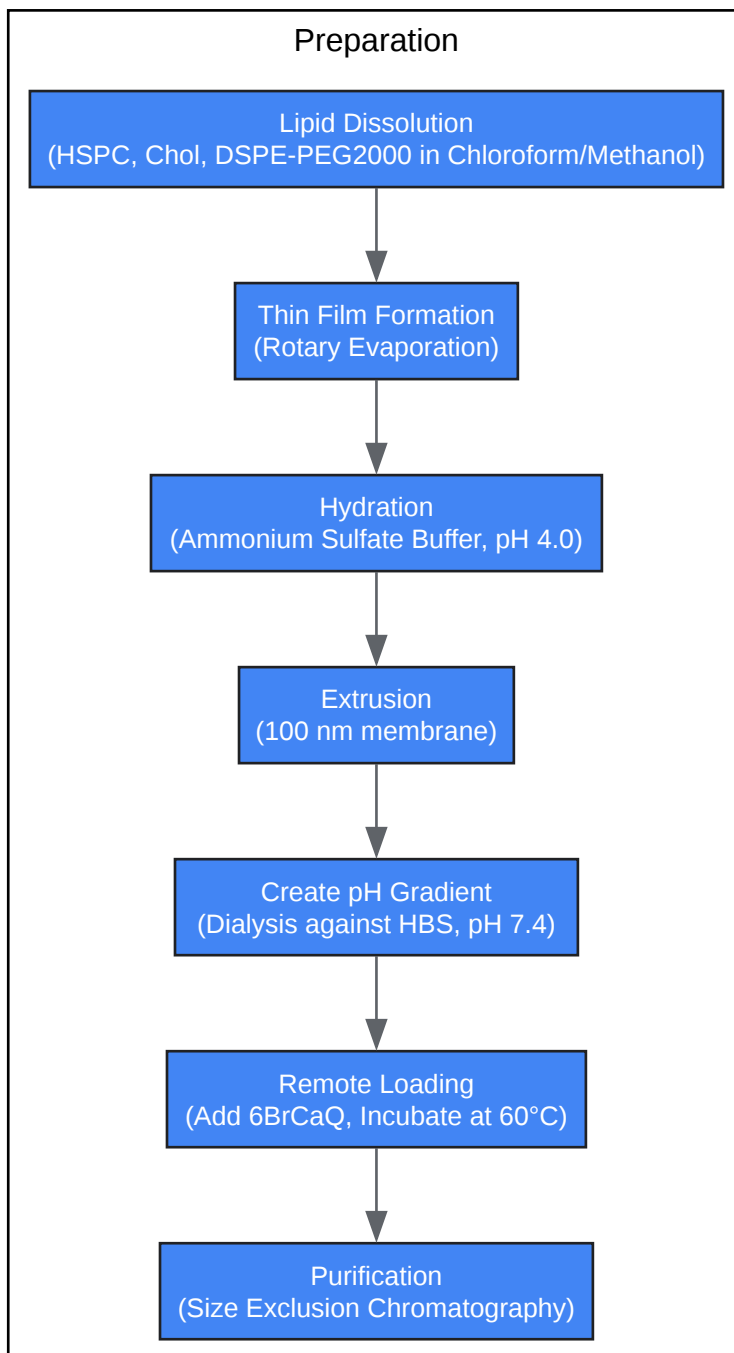 Preparation
Lipid Dissolution
(HSPC, Chol, DSPE-PEG2000 in Chloroform/Methanol)
Thin Film Formation
(Rotary Evaporation)
Hydration
(Ammonium Sulfate Buffer, pH 4.0)
Extrusion
(100 nm membrane)
Create pH Gradient
(Dialysis against HBS, pH 7.4)
Remote Loading
(Add 6BrCaQ, Incubate at 60°C)
Purification
(Size Exclusion Chromatography)